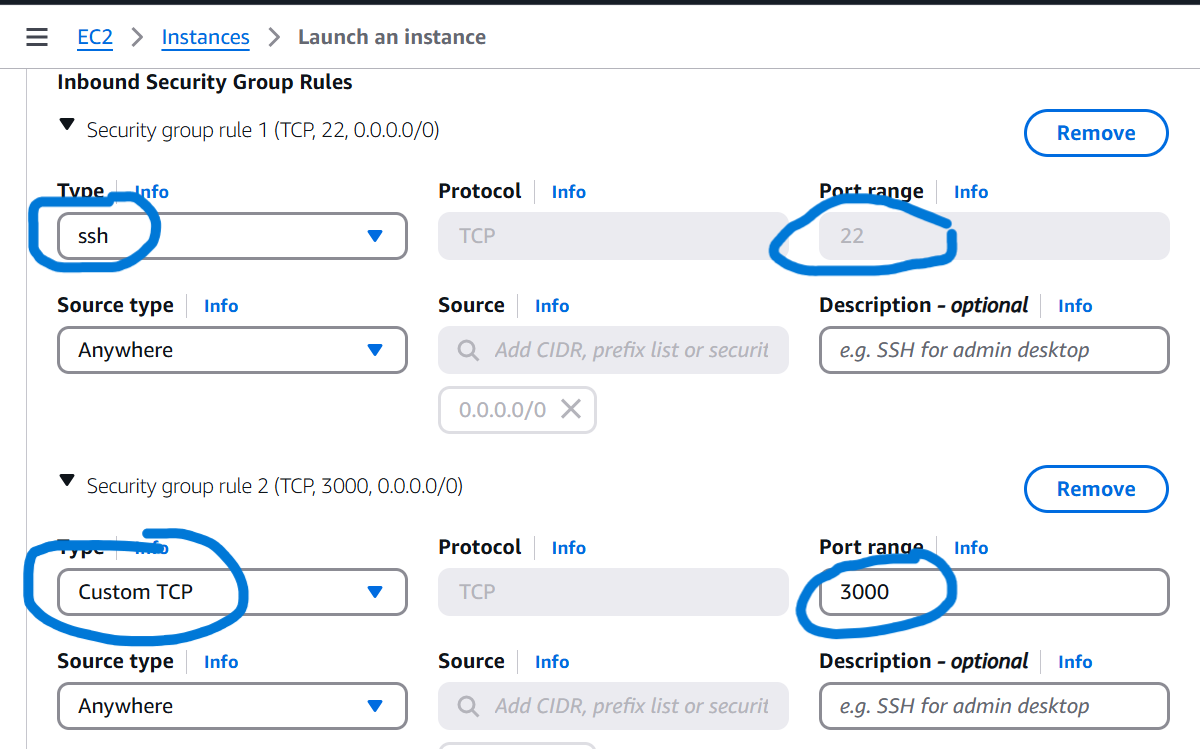 EC2 > Instances > Launch an instance
Inbound Security Group Rules
Security group rule 1 (TCP, 22, 0.0.0.0/0)
Remove
Type Info Protocol Info Port range Info
ssh TCP 22
Source type Info Source Info Description - optional Info
Anywhere Add CIDR, prefix list or securit e.g. SSH for admin desktop
0.0.0.0/0
Security group rule 2 (TCP, 3000, 0.0.0.0/0)
Remove
Type Info Protocol Info Port range Info
Custom TCP TCP 3000
Source type Info Source Info Description - optional Info
Anywhere Add CIDR, prefix list or securit e.g. SSH for admin desktop